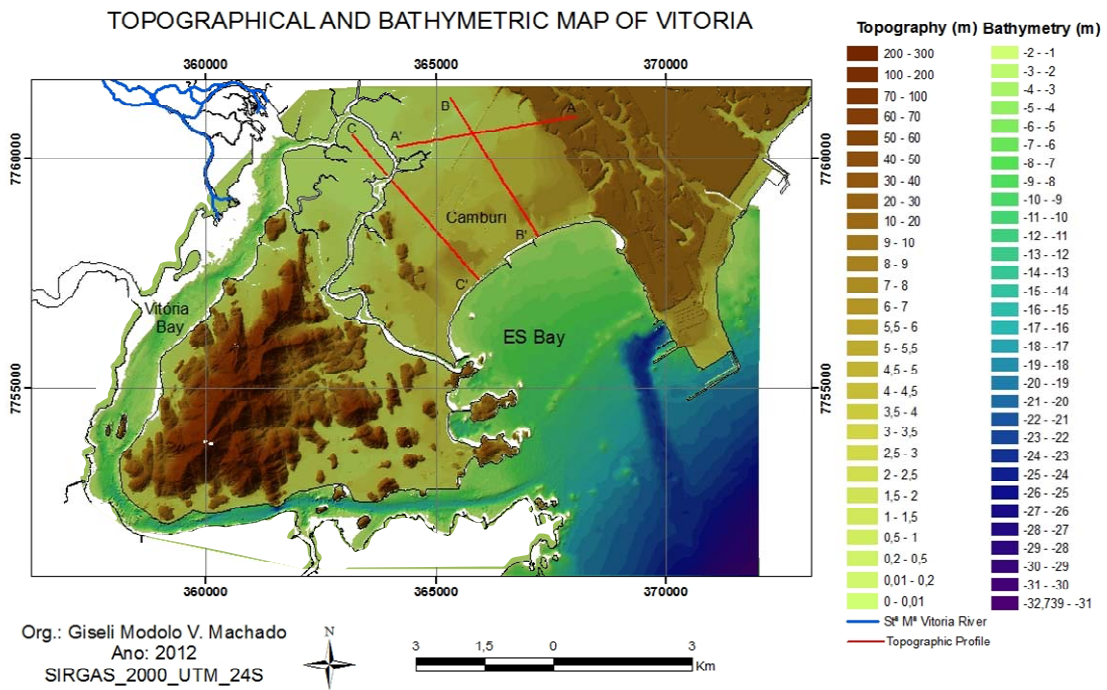 TOPOGRAPHICAL AND BATHYMETRIC MAP OF VITORIA
360000
365000
370000
7760000
7760000
7755000
7755000
B
A
C
A'
Camburi
B'
C'
Vitória
Bay
ES Bay
360000
365000
370000
Topography (m)
200 - 300
100 - 200
70 - 100
60 - 70
50 - 60
40 - 50
30 - 40
20 - 30
10 - 20
9 - 10
8 - 9
7 - 8
6 - 7
5,5 - 6
5 - 5,5
4,5 - 5
4 - 4,5
3,5 - 4
3 - 3,5
2,5 - 3
2 - 2,5
1,5 - 2
1 - 1,5
0,5 - 1
0,2 - 0,5
0,01 - 0,2
0 - 0,01
Bathymetry (m)
-2 - -1
-3 - -2
-4 - -3
-5 - -4
-6 - -5
-7 - -6
-8 - -7
-9 - -8
-10 - -9
-11 - -10
-12 - -11
-13 - -12
-14 - -13
-15 - -14
-16 - -15
-17 - -16
-18 - -17
-19 - -18
-20 - -19
-21 - -20
-22 - -21
-23 - -22
-24 - -23
-25 - -24
-26 - -25
-27 - -26
-28 - -27
-29 - -28
-30 - -29
-31 - -30
-32,739 - -31
Stª Mª Vitoria River
Topographic Profile
Org.: Giseli Modolo V. Machado
Ano: 2012
SIRGAS_2000_UTM_24S
N
3 1,5 0 3
Km